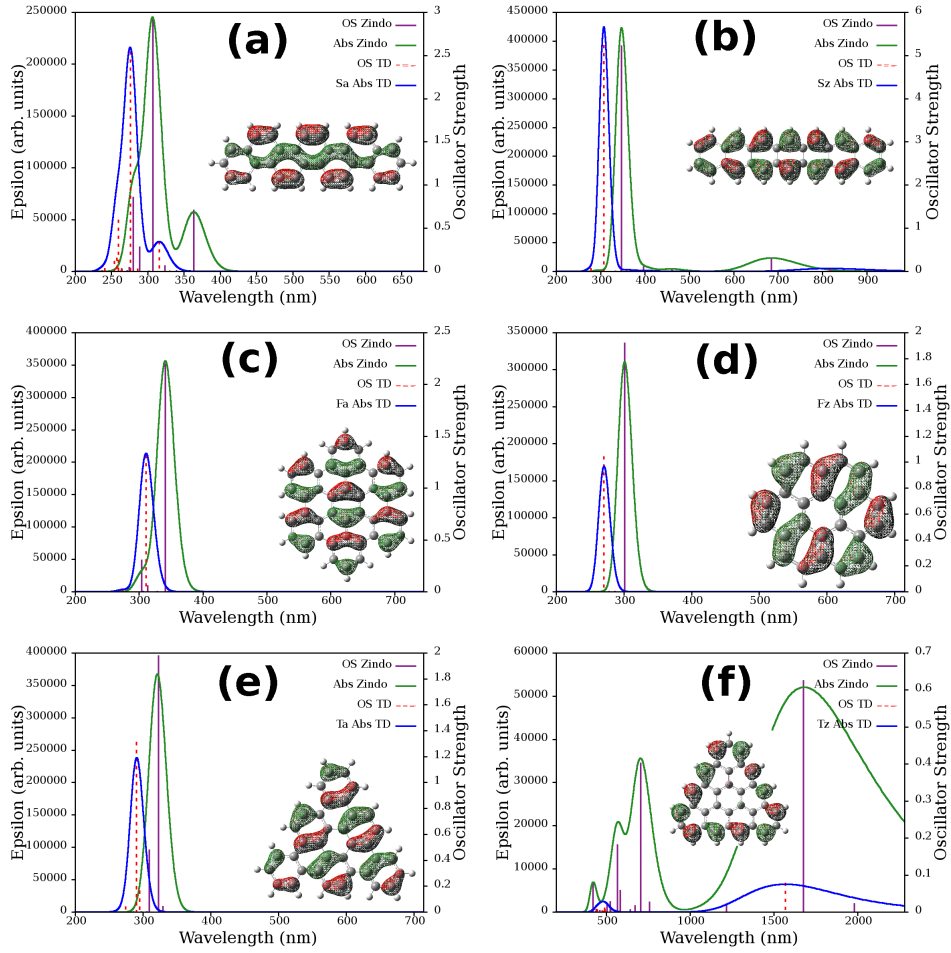 (a)
OS Zindo
Abs Zindo
OS TD
Sa Abs TD
Epsilon (arb. units)
250000
200000
150000
100000
50000
0
3
2.5
2
1.5
1
0.5
0
Oscillator Strength
200 250 300 350 400 450 500 550 600 650
Wavelength (nm)
(b)
OS Zindo
Abs Zindo
OS TD
Sz Abs TD
Epsilon (arb. units)
450000
400000
350000
300000
250000
200000
150000
100000
50000
0
6
5
4
3
2
1
0
Oscillator Strength
200 300 400 500 600 700 800 900
Wavelength (nm)
(c)
OS Zindo
Abs Zindo
OS TD
Fa Abs TD
Epsilon (arb. units)
400000
350000
300000
250000
200000
150000
100000
50000
0
2.5
2
1.5
1
0.5
0
Oscillator Strength
200 300 400 500 600 700
Wavelength (nm)
(d)
OS Zindo
Abs Zindo
OS TD
Fz Abs TD
Epsilon (arb. units)
350000
300000
250000
200000
150000
100000
50000
0
2
1.8
1.6
1.4
1.2
1
0.8
0.6
0.4
0.2
0
Oscillator Strength
200 300 400 500 600 700
Wavelength (nm)
(e)
OS Zindo
Abs Zindo
OS TD
Ta Abs TD
Epsilon (arb. units)
400000
350000
300000
250000
200000
150000
100000
50000
0
2
1.8
1.6
1.4
1.2
1
0.8
0.6
0.4
0.2
0
Oscillator Strength
200 300 400 500 600 700
Wavelength (nm)
(f)
OS Zindo
Abs Zindo
OS TD
Tz Abs TD
Epsilon (arb. units)
60000
50000
40000
30000
20000
10000
0
0.7
0.6
0.5
0.4
0.3
0.2
0.1
0
Oscillator Strength
500 1000 1500 2000
Wavelength (nm)